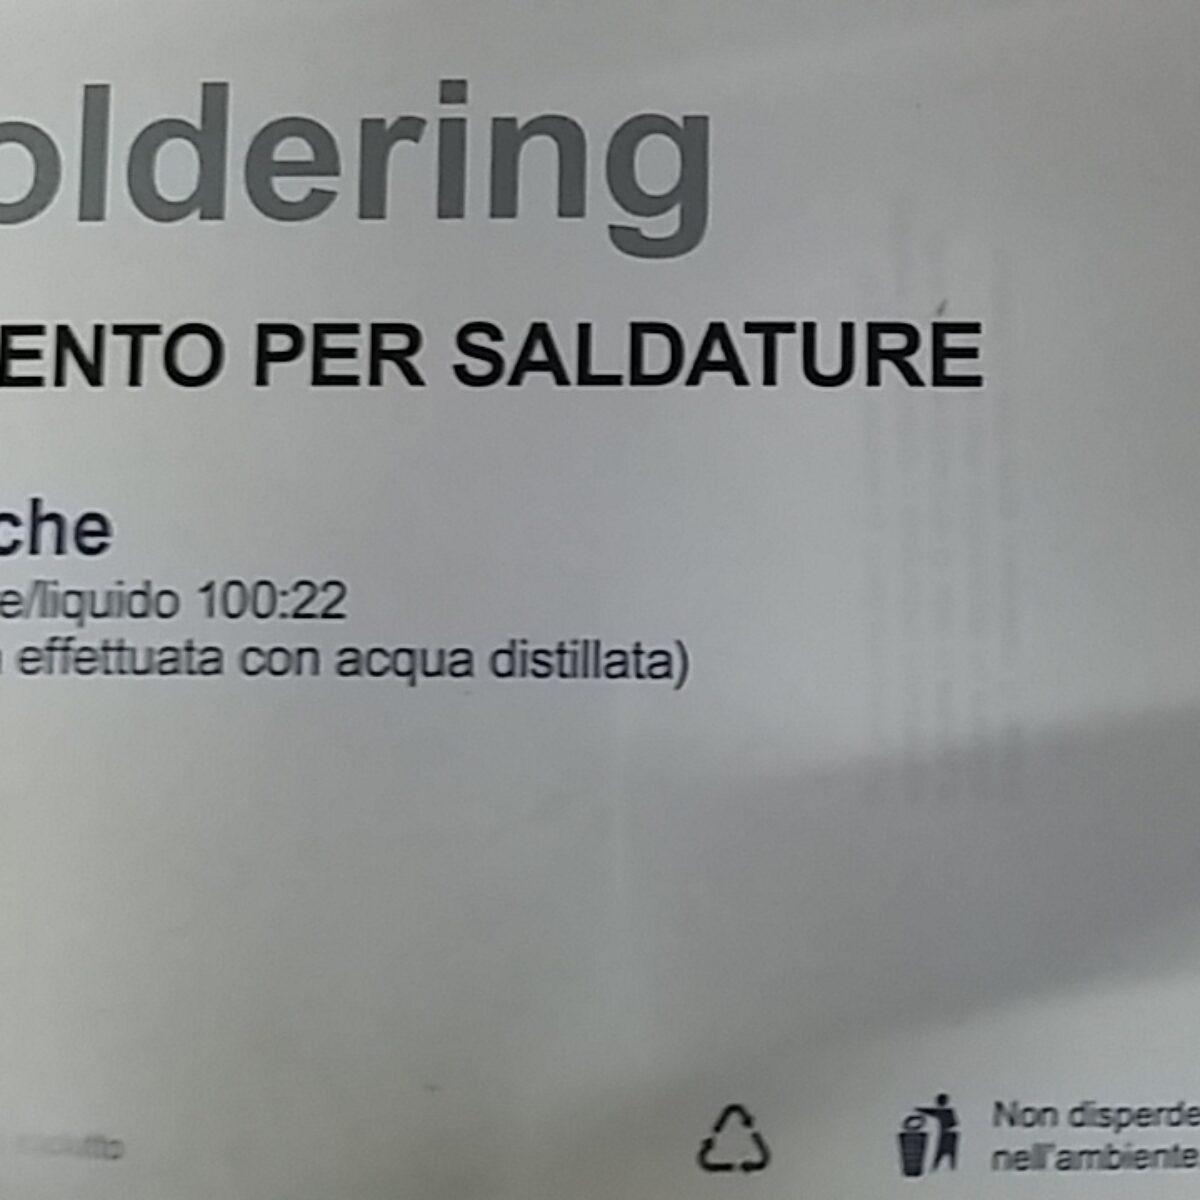 oldering
ENTO PER SALDATURE
che
e/liquido 100:22
effettuata con acqua distillata)
Non disperde
nell'ambiente